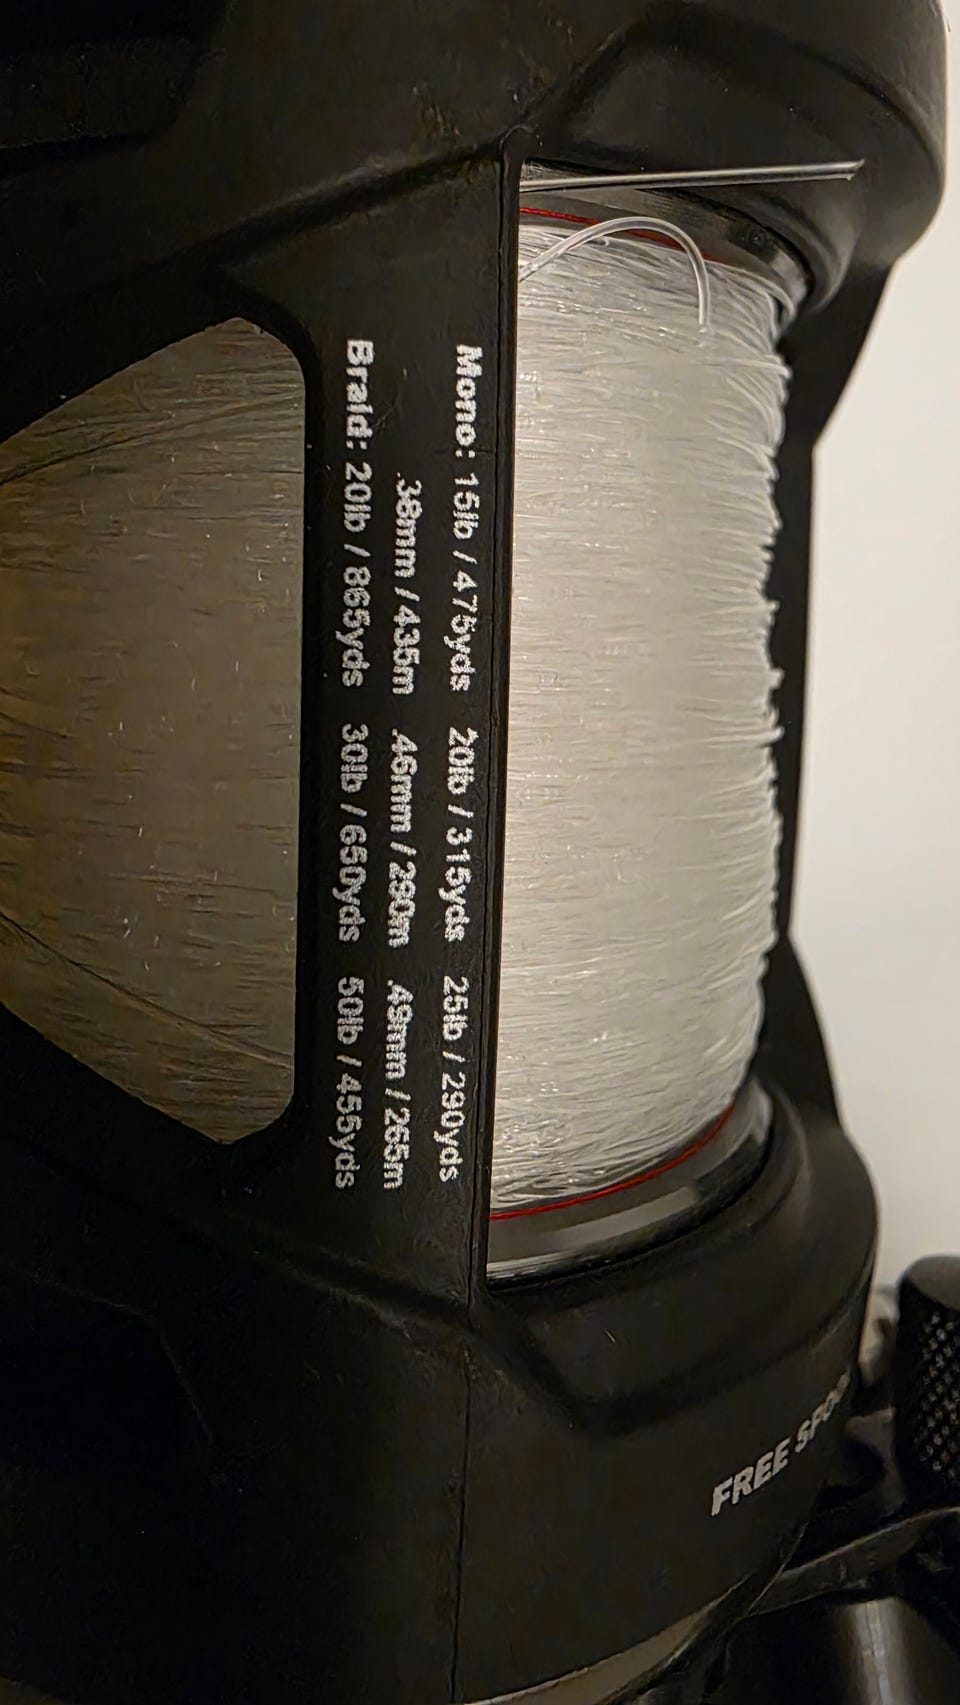 Mono: 15lb / 475yds 20lb / 315yds 25lb / 290yds
.38mm / 435m .46mm / 290m .49mm / 265m
Braid: 20lb / 865yds 30lb / 650yds 50lb / 455yds
FREE SPOOL